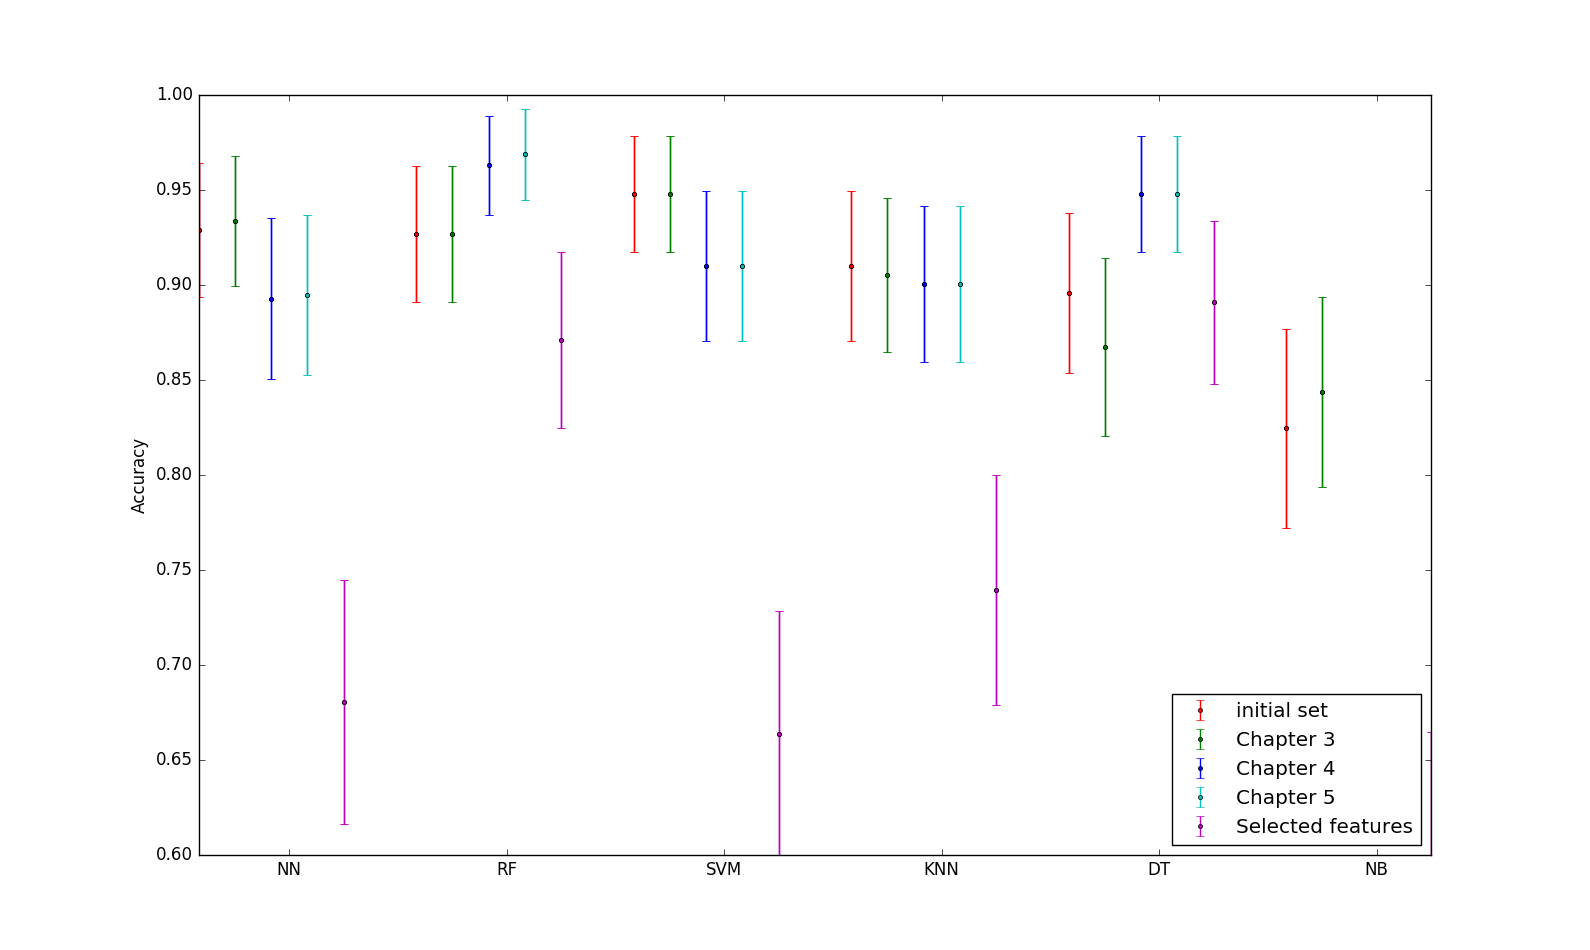 1.00
0.95
0.90
0.85
0.80
0.75
0.70
0.65
0.60
Accuracy
NN RF SVM KNN DT NB
initial set
Chapter 3
Chapter 4
Chapter 5
Selected features